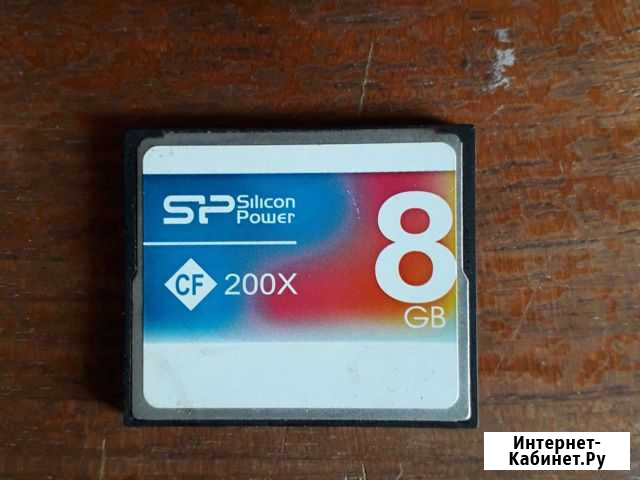 SP Silicon
Power
8
GB
CF 200X
Интернет-
Кабинет.Ру